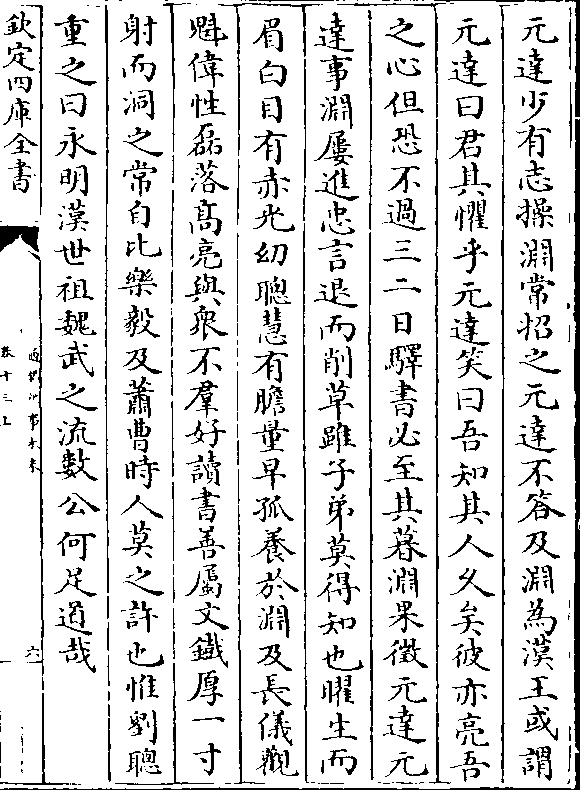 元達少有志操淵常招之元達不答及淵為漢王或謂
元達曰君其懼乎元達笑曰吾知其人久矣彼亦亮吾
之心但恐不過三二日驛書必至其暮淵果徵元達元
達事淵屢進忠言退而削草雖子弟莫得知也曜生而
眉白目有赤光幼聰慧有膽量早孤養於淵及長儀觀
魁偉性磊落高亮與衆不羣好讀書善屬文鐵厚一寸
射而洞之常自比樂毅及蕭曹時人莫之許也惟劉聰
重之曰永明漢世祖魏武之流數公何足道哉
欽定四庫全書
卷十三上
六